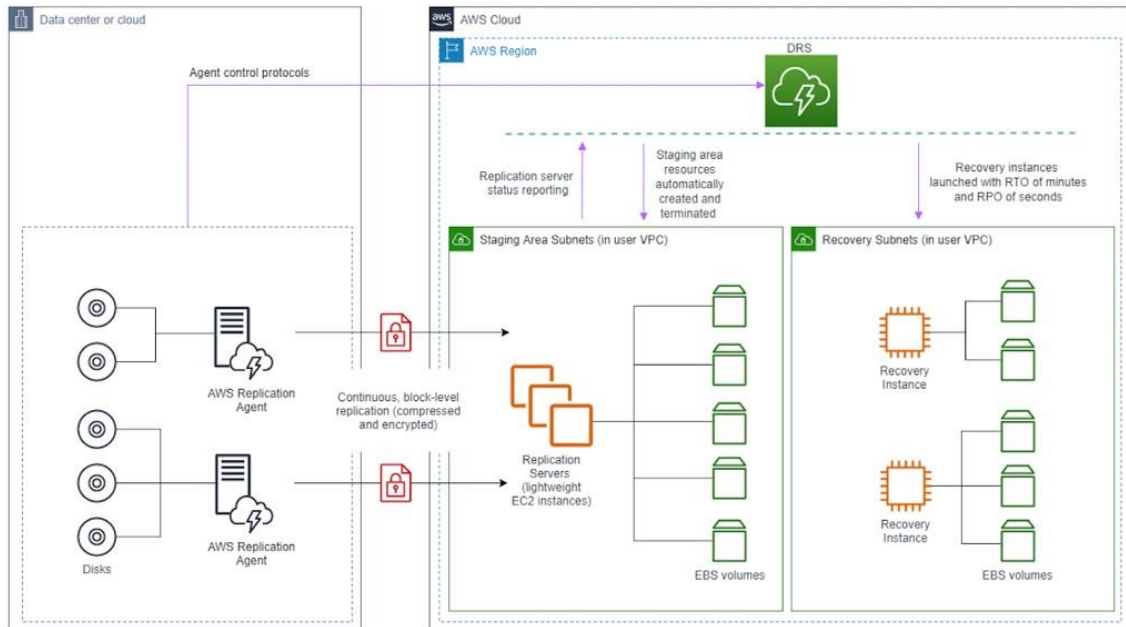 Data center or cloud
aws
AWS Cloud
AWS Region
DRS
Agent control protocols
Replication server
status reporting
Staging area
resources
automatically
created and
terminated
Recovery instances
launched with RTO of minutes
and RPO of seconds
Staging Area Subnets (in user VPC)
Recovery Subnets (in user VPC)
AWS Replication
Agent
Continuous, block-level
replication (compressed
and encrypted)
Replication
Servers
(lightweight
EC2 instances)
Recovery
Instance
Recovery
Instance
AWS Replication
Agent
Disks
EBS volumes
EBS volumes